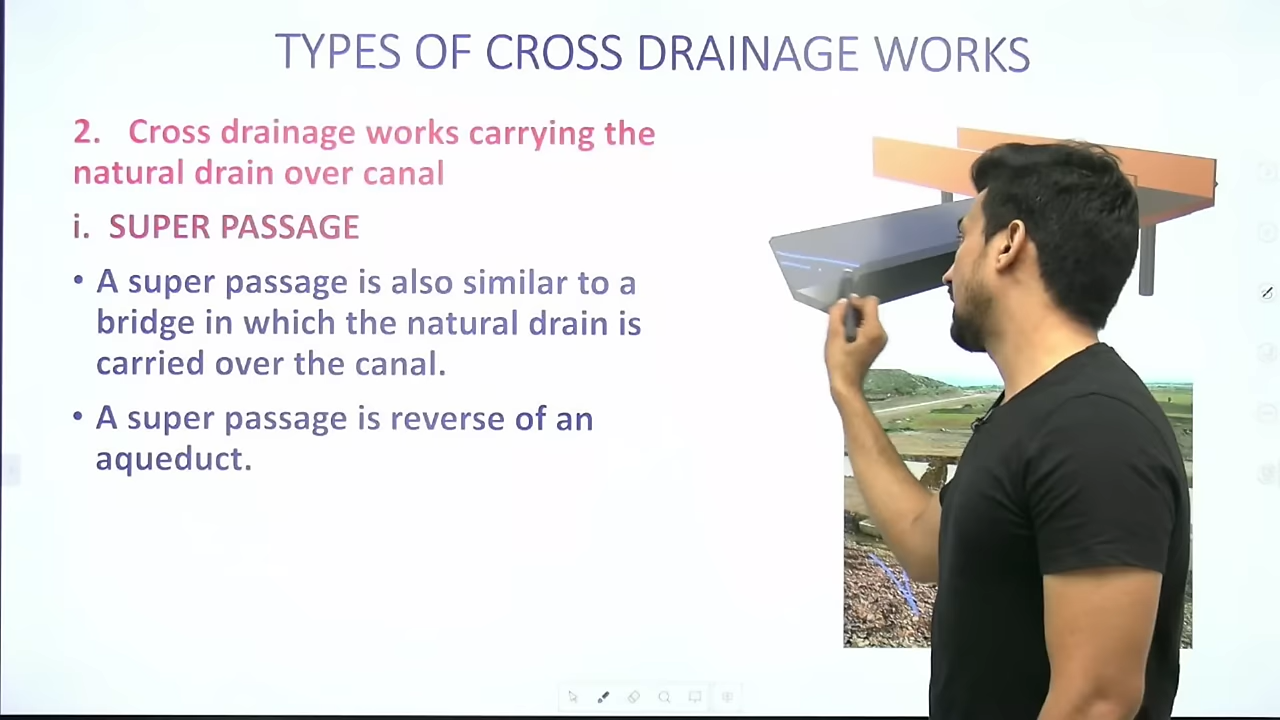 TYPES OF CROSS DRAINAGE WORKS
2. Cross drainage works carrying the
natural drain over canal
i. SUPER PASSAGE
• A super passage is also similar to a
bridge in which the natural drain is
carried over the canal.
• A super passage is reverse of an
aqueduct.